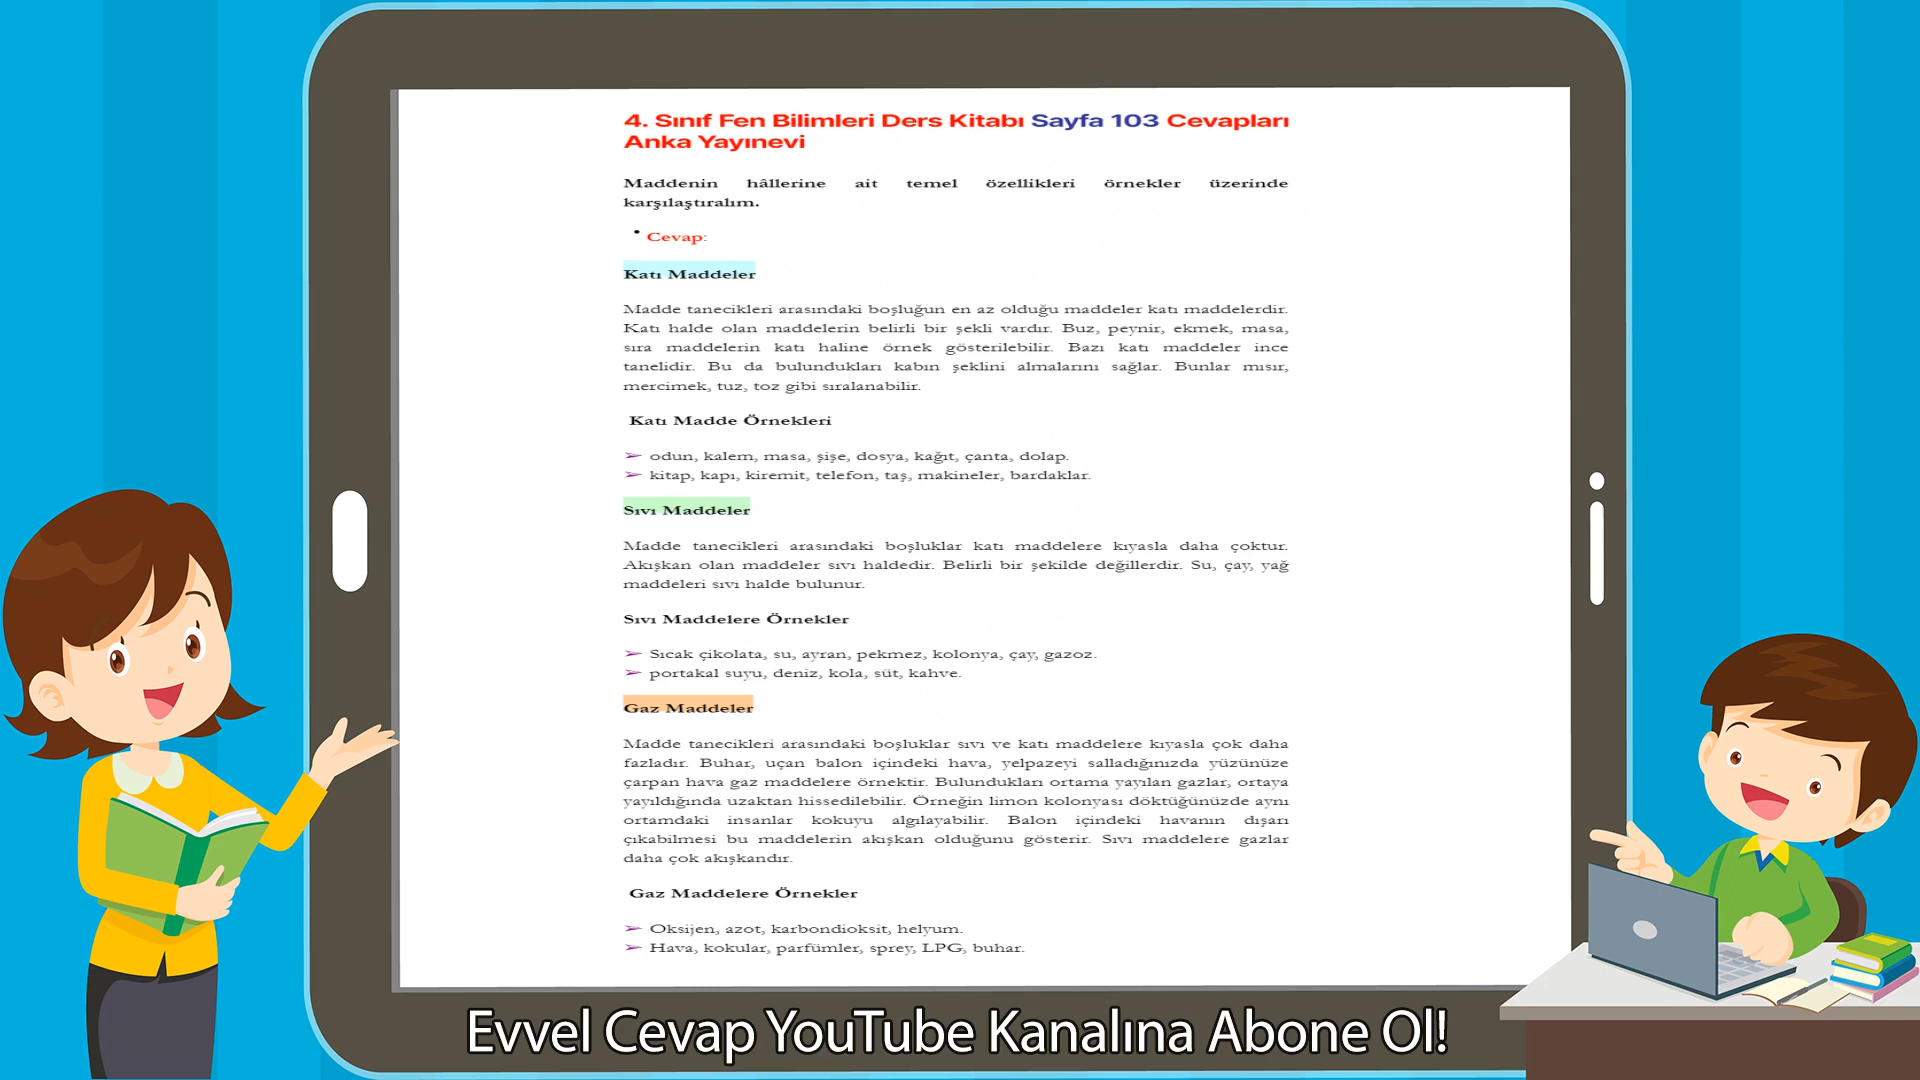 4. Sınıf Fen Bilimleri Ders Kitabı Sayfa 103 Cevapları
Anka Yayınevi
Maddenin hâllerine ait temel özellikleri örnekler üzerinde
karşılaştıralım.
• Cevap:
Katı Maddeler
Madde tanecikleri arasındaki boşluğun en az olduğu maddeler katı maddelerdir.
Katı halde olan maddelerin belirli bir şekli vardır. Buz, peynir, ekmek, masa,
sıra maddelerin katı haline örnek gösterilebilir. Bazı katı maddeler ince
tanelidir. Bu da bulundukları kabın şeklini almalarını sağlar. Bunlar mısır,
mercimek, tuz, toz gibi sıralanabilir.
Katı Madde Örnekleri
➢ odun, kalem, masa, şişe, dosya, kağıt, çanta, dolap.
➢ kitap, kapı, kiremit, telefon, taş, makineler, bardaklar.
Sıvı Maddeler
Madde tanecikleri arasındaki boşluklar katı maddelere kıyasla daha çoktur.
Akışkan olan maddeler sıvı haldedir. Belirli bir şekilde değillerdir. Su, çay, yağ
maddeleri sıvı halde bulunur.
Sıvı Maddelere Örnekler
➢ Sıcak çikolata, su, ayran, pekmez, kolonya, çay, gazoz.
➢ portakal suyu, deniz, kola, süt, kahve.
Gaz Maddeler
Madde tanecikleri arasındaki boşluklar sıvı ve katı maddelere kıyasla çok daha
fazladır. Buhar, uçan balon içindeki hava, yelpazeyi salladığınızda yüzünüze
çarpan hava gaz maddelere örnektir. Bulundukları ortama yayılan gazlar, ortaya
yayıldığında uzaktan hissedilebilir. Örneğin limon kolonyası döktüğünüzde aynı
ortamdaki insanlar kokuyu algılayabilir. Balon içindeki havanın dışarı
çıkabilmesi bu maddelerin akışkan olduğunu gösterir. Sıvı maddelere gazlar
daha çok akışkandır.
Gaz Maddelere Örnekler
➢ Oksijen, azot, karbondioksit, helyum.
➢ Hava, kokular, parfümler, sprey, LPG, buhar.
Evvel Cevap YouTube Kanalına Abone Ol!